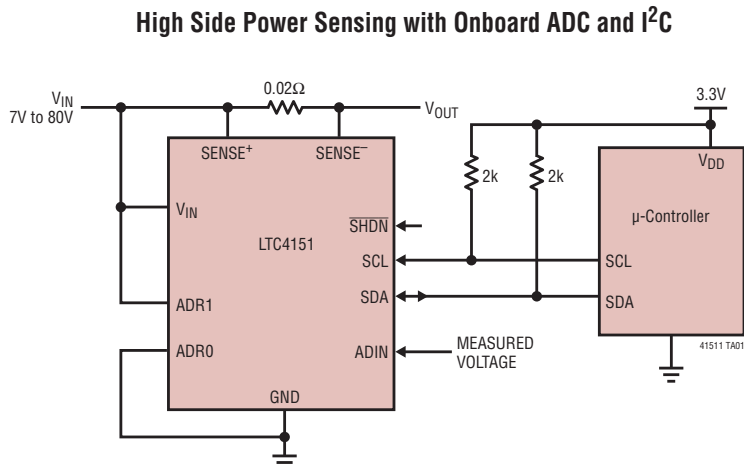 High Side Power Sensing with Onboard ADC and I²C
VIN
7V to 80V
0.02Ω
VOUT
3.3V
SENSE+
SENSE–
2k
2k
VDD
VIN
LTC4151
SHDN
µ-Controller
SCL
SCL
SDA
SDA
ADR1
ADR0
ADIN
MEASURED
VOLTAGE
41511 TA01
GND